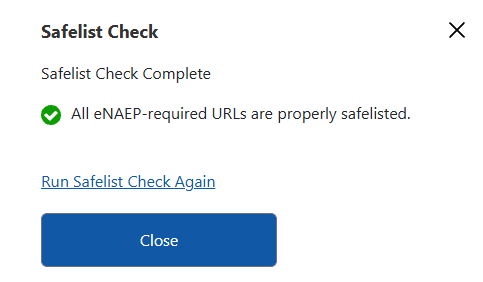 Safelist Check
Safelist Check Complete
All eNAEP-required URLs are properly safelisted.
Run Safelist Check Again
Close